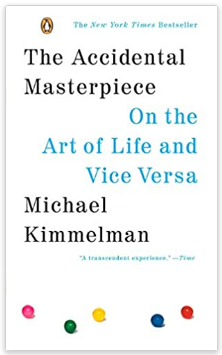 The New York Times Bestseller
The Accidental
Masterpiece
On the
Art of Life and
Vice Versa
Michael
Kimmelman
"A transcendent experience."—Time